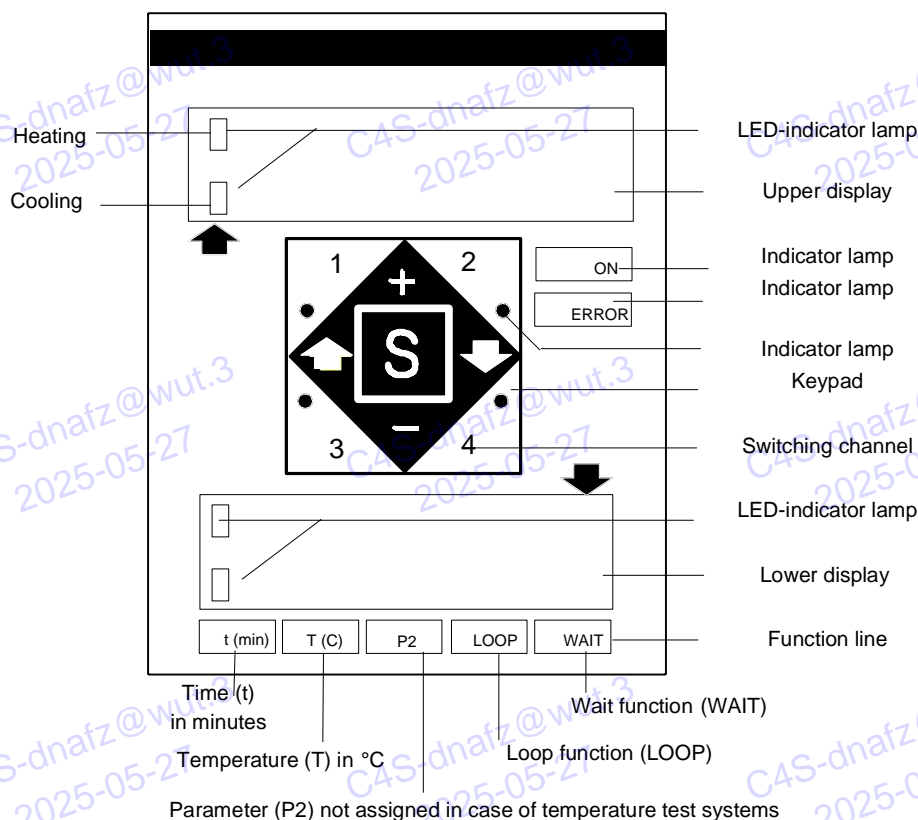 C4S-dnafz@wut.3
2025-05-27
Heating
Cooling
LED-indicator lamp
Upper display
1
2
+
S
−
3
4
ON
ERROR
Indicator lamp
Indicator lamp
Indicator lamp
Keypad
Switching channel
LED-indicator lamp
Lower display
t (min)
T (C)
P2
LOOP
WAIT
Function line
Time (t)
in minutes
Wait function (WAIT)
Temperature (T) in °C
Loop function (LOOP)
Parameter (P2) not assigned in case of temperature test systems